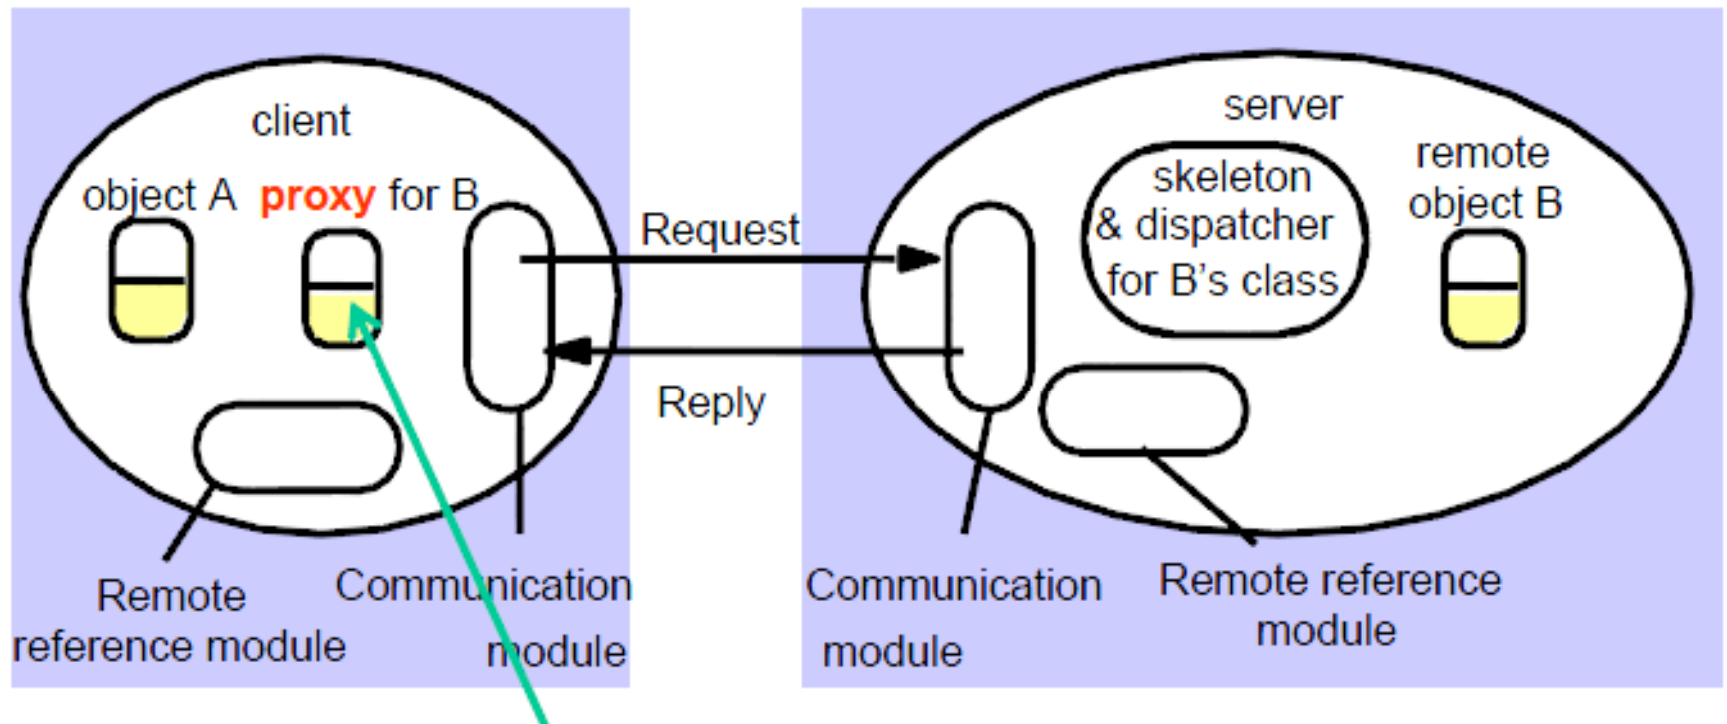 client
object A proxy for B
Remote
reference module
Communication
module
Request
Reply
server
skeleton
& dispatcher
for B's class
remote
object B
Communication
module
Remote reference
module